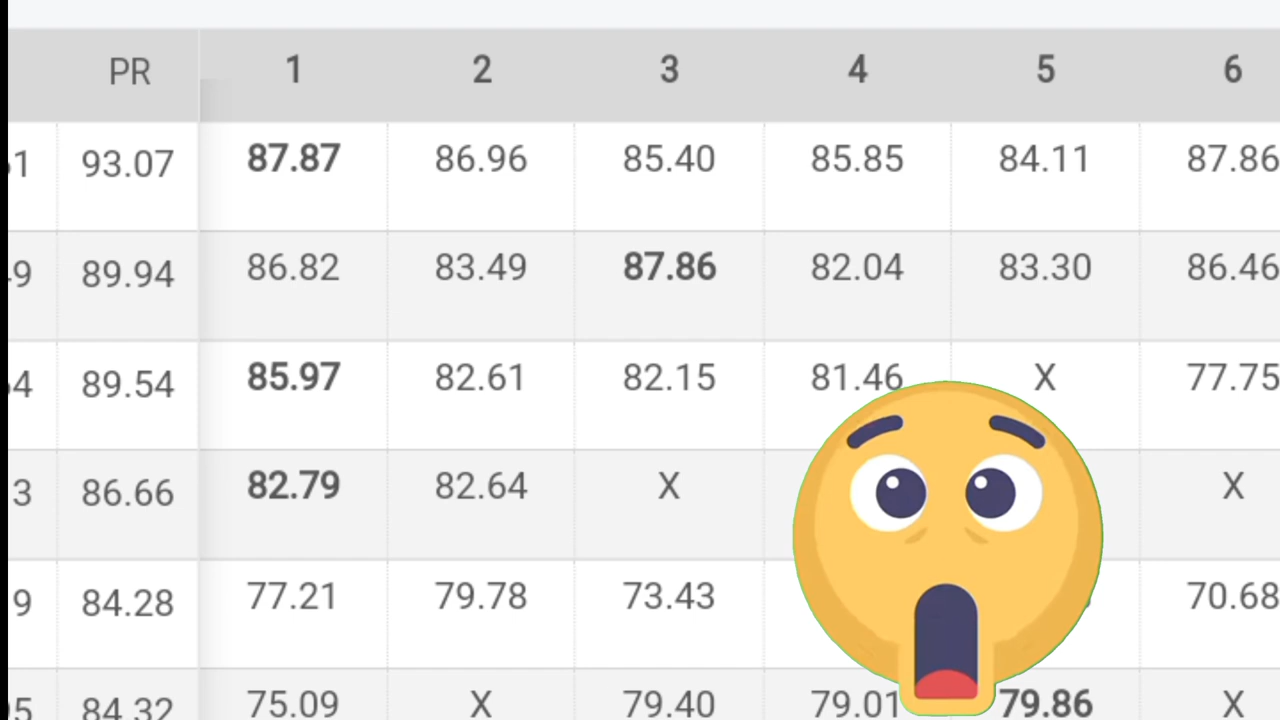 PR 1 2 3 4 5 6
93.07 87.87 86.96 85.40 85.85 84.11 87.86
9 89.94 86.82 83.49 87.86 82.04 83.30 86.46
4 89.54 85.97 82.61 82.15 81.46 X 77.75
3 86.66 82.79 82.64 X X
9 84.28 77.21 79.78 73.43 70.68
5 84.32 75.09 X 79.40 79.01 79.86 X